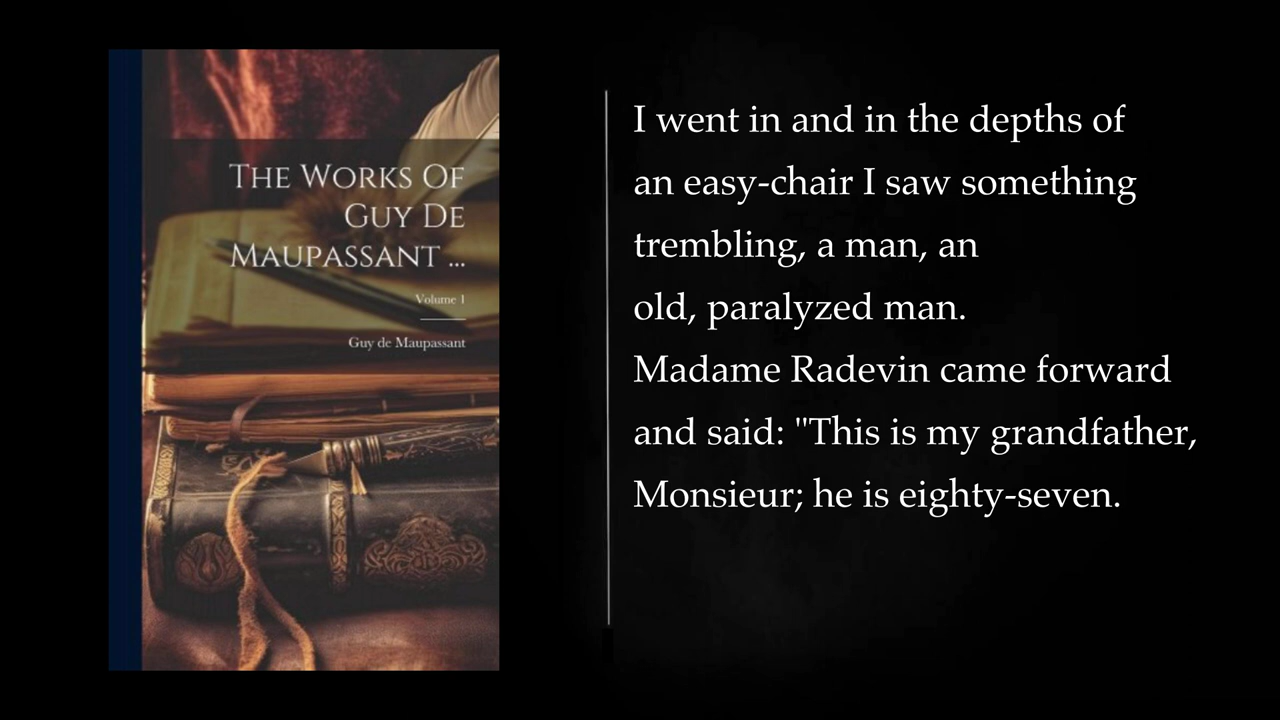 The Works Of
Guy De
Maupassant ...
Volume 1
Guy de Maupassant
I went in and in the depths of
an easy-chair I saw something
trembling, a man, an
old, paralyzed man.
Madame Radevin came forward
and said: "This is my grandfather,
Monsieur; he is eighty-seven.